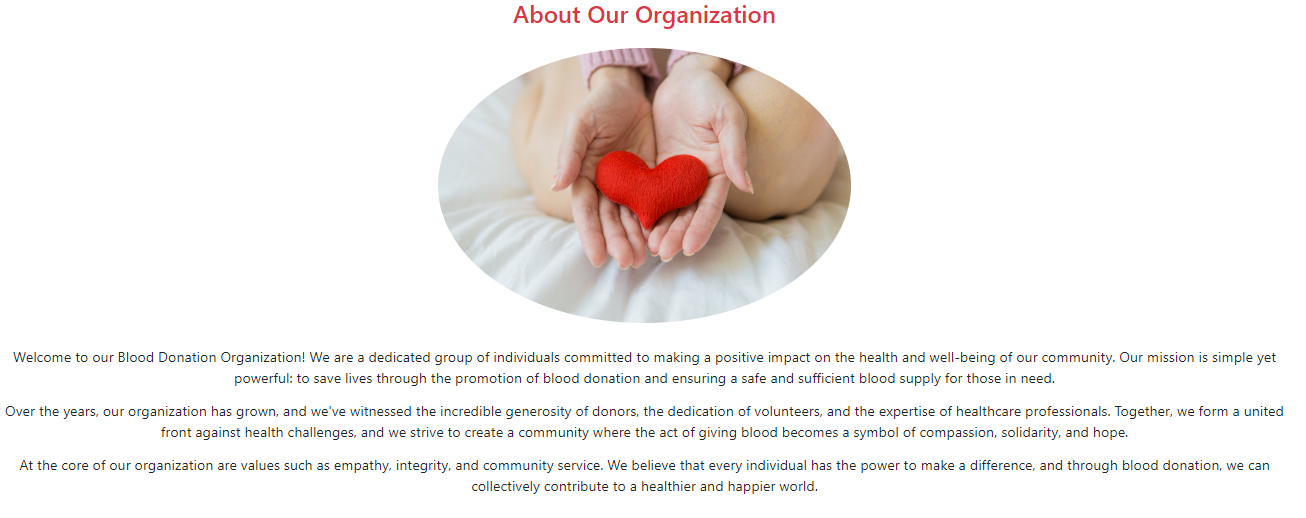 About Our Organization
Welcome to our Blood Donation Organization! We are a dedicated group of individuals committed to making a positive impact on the health and well-being of our community. Our mission is simple yet
powerful: to save lives through the promotion of blood donation and ensuring a safe and sufficient blood supply for those in need.
Over the years, our organization has grown, and we've witnessed the incredible generosity of donors, the dedication of volunteers, and the expertise of healthcare professionals. Together, we form a united
front against health challenges, and we strive to create a community where the act of giving blood becomes a symbol of compassion, solidarity, and hope.
At the core of our organization are values such as empathy, integrity, and community service. We believe that every individual has the power to make a difference, and through blood donation, we can
collectively contribute to a healthier and happier world.